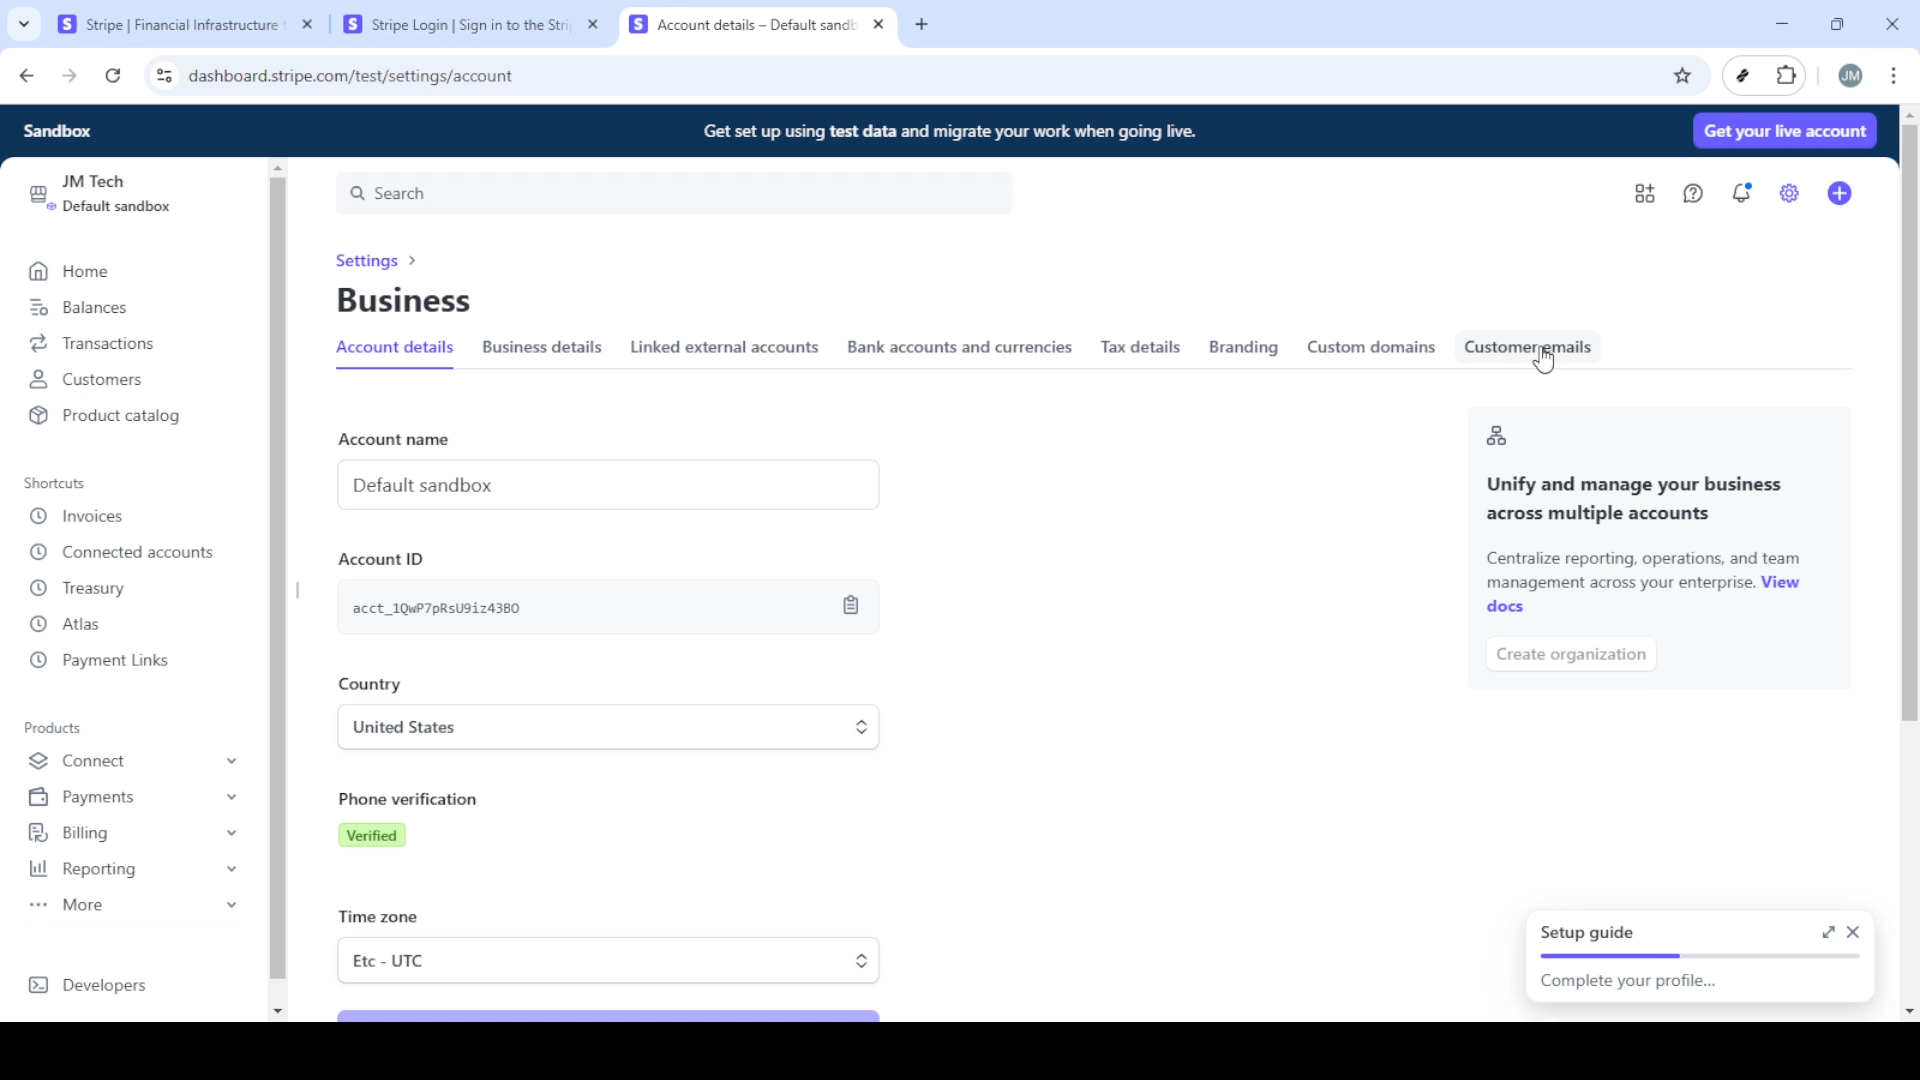 Stripe | Financial Infrastructure t
Stripe Login | Sign in to the Stri
Account details – Default sandb
dashboard.stripe.com/test/settings/account
JM
Sandbox
Get set up using test data and migrate your work when going live.
Get your live account
JM Tech
Default sandbox
Search
Home
Balances
Transactions
Customers
Product catalog
Shortcuts
Invoices
Connected accounts
Treasury
Atlas
Payment Links
Products
Connect
Payments
Billing
Reporting
More
Developers
Settings
Business
Account details
Business details
Linked external accounts
Bank accounts and currencies
Tax details
Branding
Custom domains
Customer emails
Account name
Default sandbox
Account ID
acct_1QwP7pRsU9iz43BO
Country
United States
Phone verification
Verified
Time zone
Etc - UTC
Unify and manage your business
across multiple accounts
Centralize reporting, operations, and team
management across your enterprise. View
docs
Create organization
Setup guide
Complete your profile...